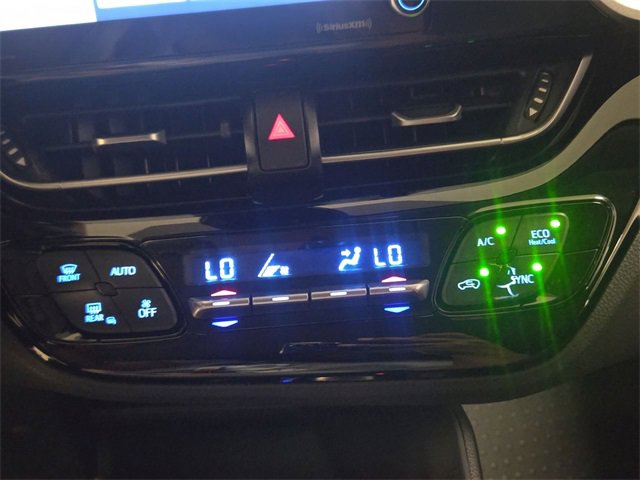 SiriusXM
LO LO
FRONT AUTO
REAR OFF
A/C ECO
Heat/Cool
SYNC